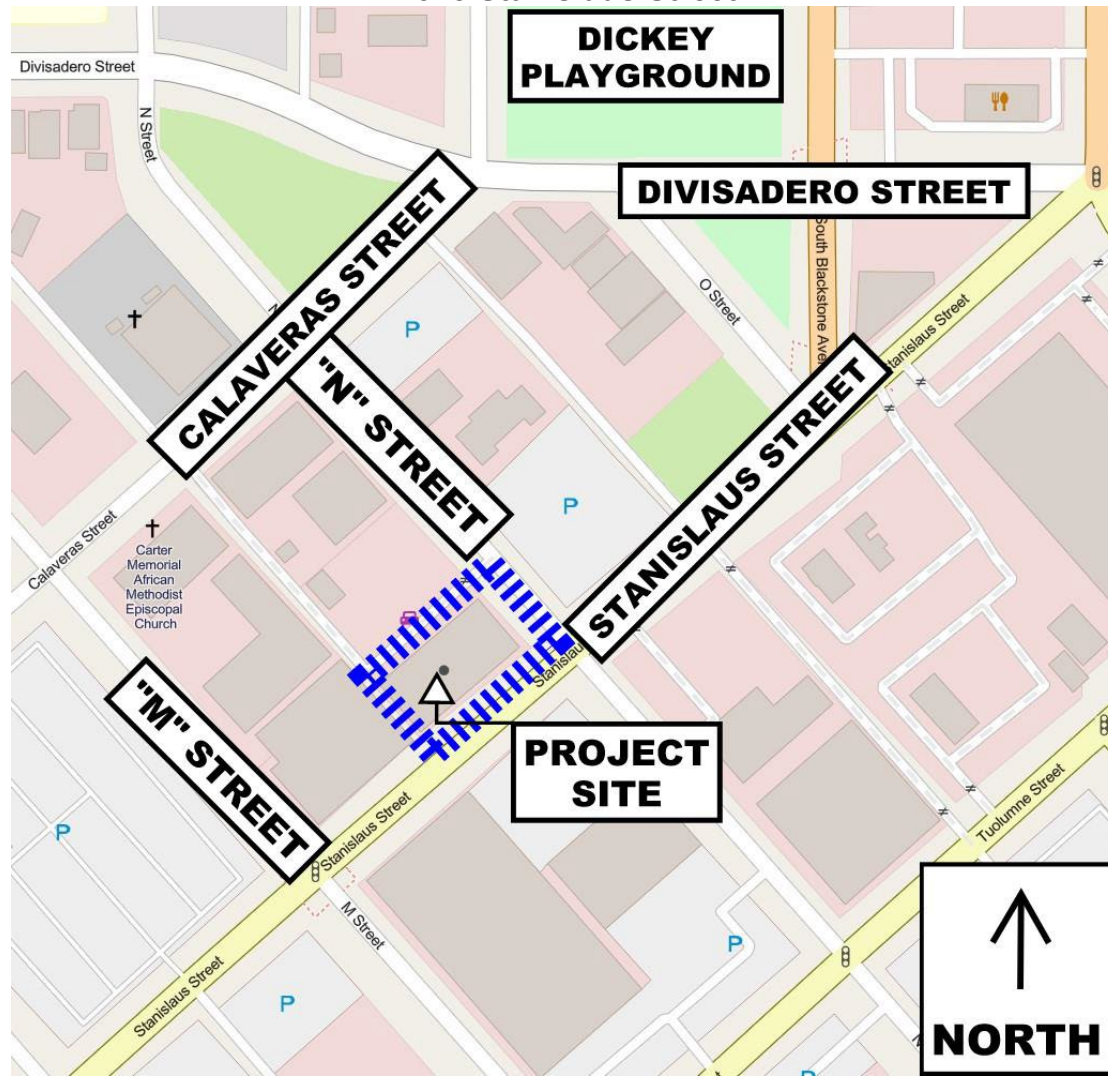 DICKEY
PLAYGROUND
Divisadero Street
N Street
DIVISADERO STREET
CALAVERAS STREET
South Blackstone Ave
O Street
Stanislaus Street
P
"N" STREET
STANISLAUS STREET
P
Calaveras Street
Carter
Memorial
African
Methodist
Episcopal
Church
"M" STREET
PROJECT
SITE
P
Stanislaus Street
Tuolumne Street
M Street
P
Stanislaus Street
P
NORTH